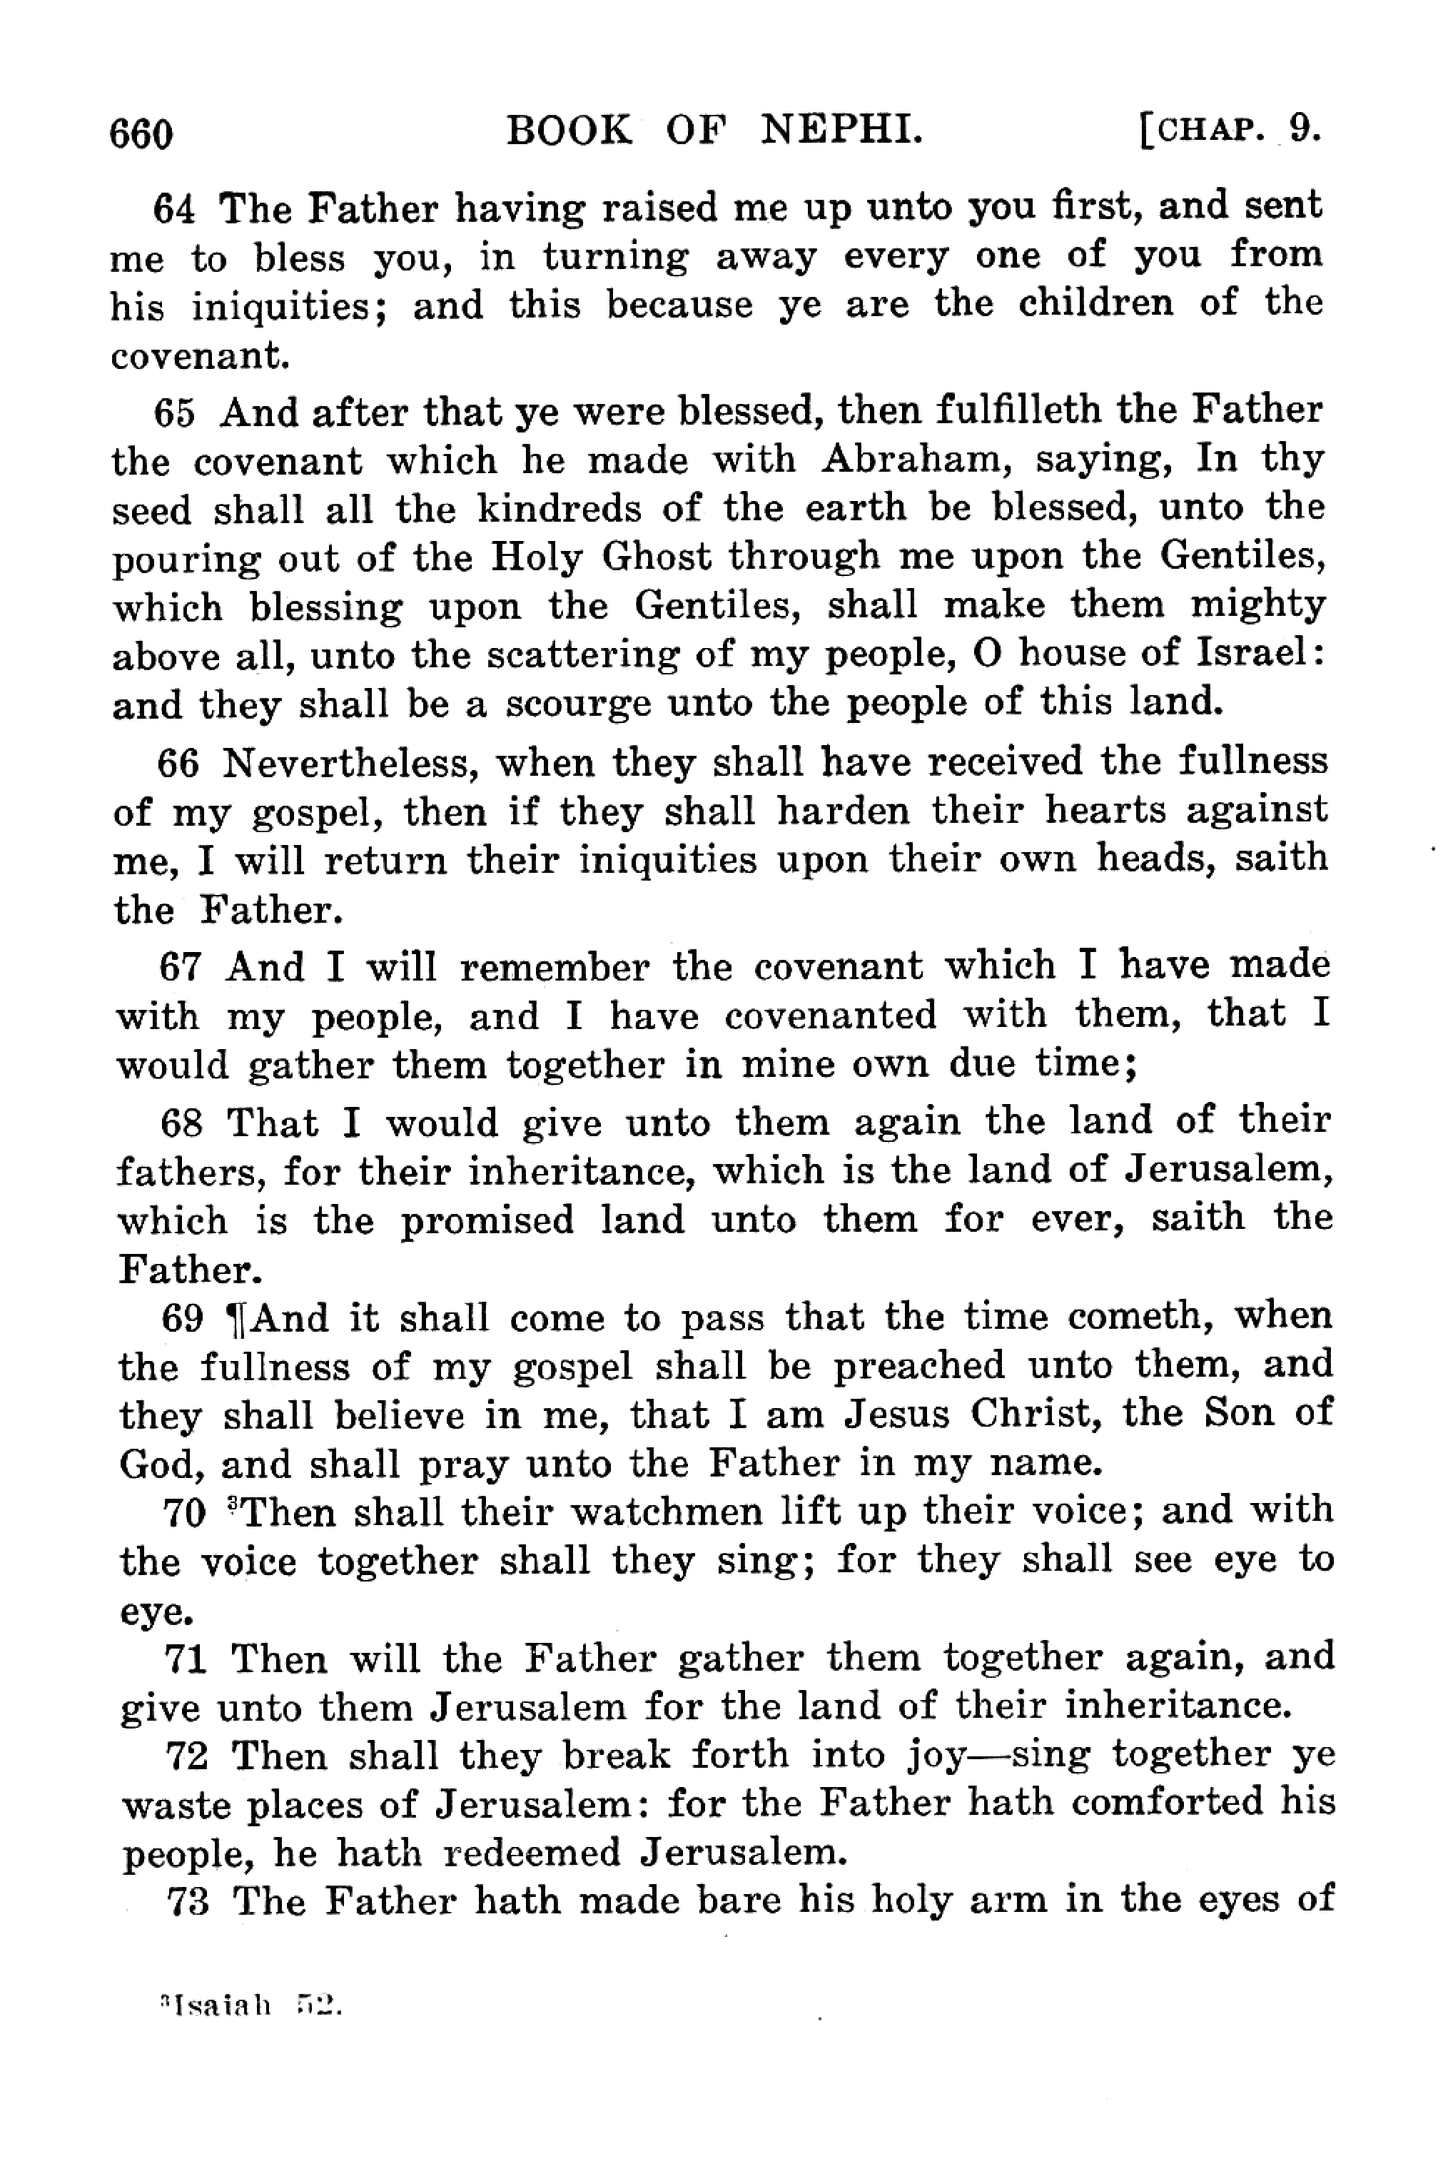 660 BOOK OF NEPHI. [CHAP. 9.
64 The Father having raised me up unto you first, and sent
me to bless you, in turning away every one of you from
his iniquities; and this because ye are the children of the
covenant.
65 And after that ye were blessed, then fulfilleth the Father
the covenant which he made with Abraham, saying, In thy
seed shall all the kindreds of the earth be blessed, unto the
pouring out of the Holy Ghost through me upon the Gentiles,
which blessing upon the Gentiles, shall make them mighty
above all, unto the scattering of my people, O house of Israel:
and they shall be a scourge unto the people of this land.
66 Nevertheless, when they shall have received the fullness
of my gospel, then if they shall harden their hearts against
me, I will return their iniquities upon their own heads, saith
the Father.
67 And I will remember the covenant which I have made
with my people, and I have covenanted with them, that I
would gather them together in mine own due time;
68 That I would give unto them again the land of their
fathers, for their inheritance, which is the land of Jerusalem,
which is the promised land unto them for ever, saith the
Father.
69 ¶And it shall come to pass that the time cometh, when
the fullness of my gospel shall be preached unto them, and
they shall believe in me, that I am Jesus Christ, the Son of
God, and shall pray unto the Father in my name.
70 ³Then shall their watchmen lift up their voice; and with
the voice together shall they sing; for they shall see eye to
eye.
71 Then will the Father gather them together again, and
give unto them Jerusalem for the land of their inheritance.
72 Then shall they break forth into joy—sing together ye
waste places of Jerusalem: for the Father hath comforted his
people, he hath redeemed Jerusalem.
73 The Father hath made bare his holy arm in the eyes of
³Isaiah 52.